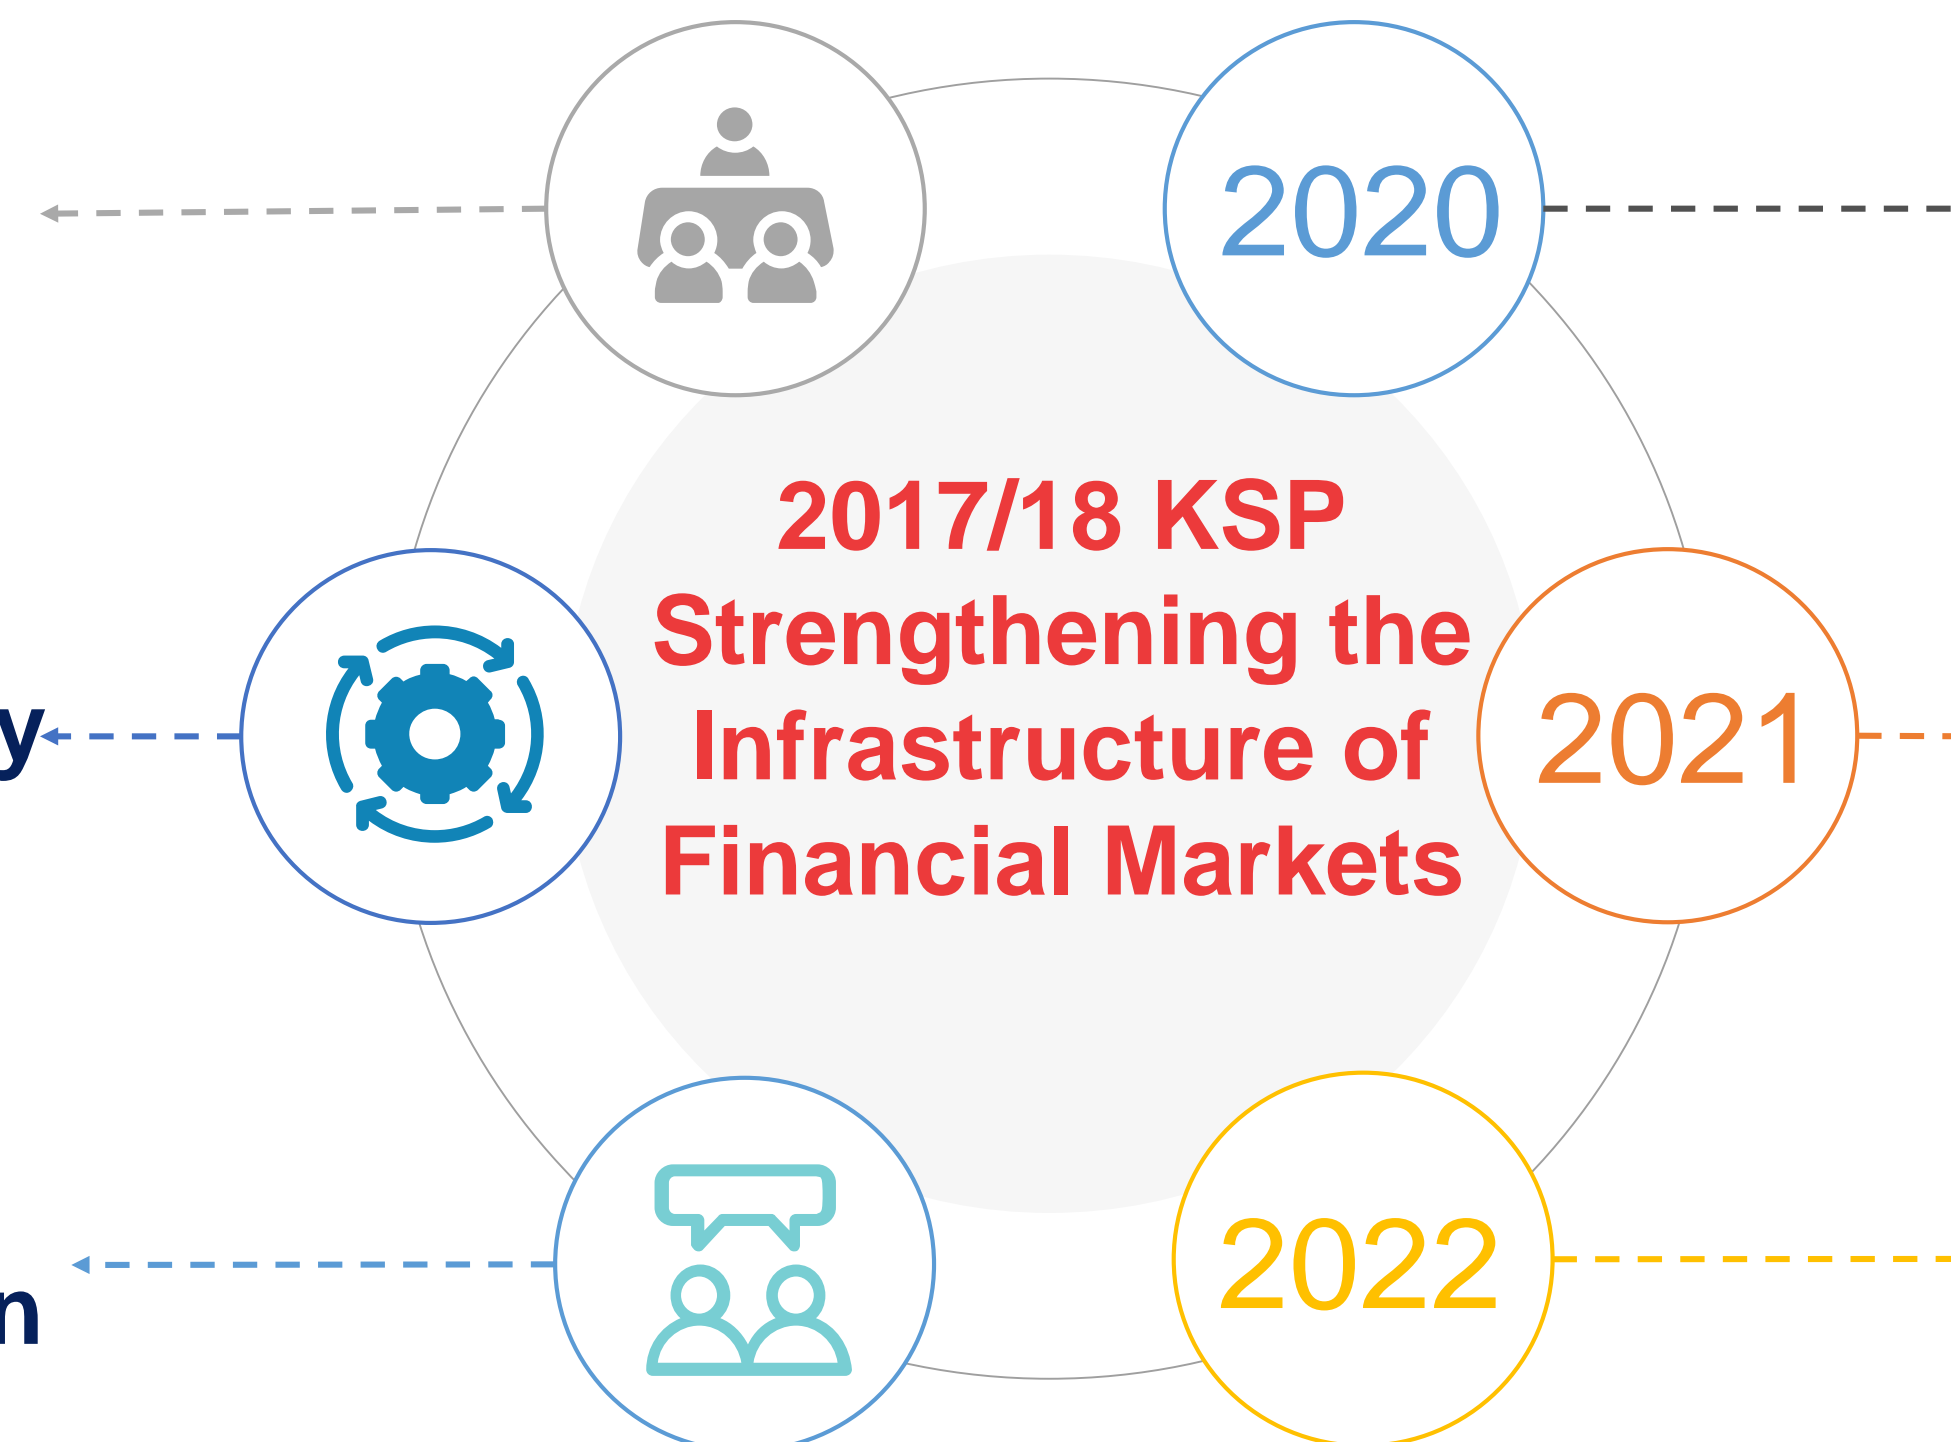 2020
2017/18 KSP
Strengthening the
Infrastructure of
Financial Markets
2021
y
n
2022